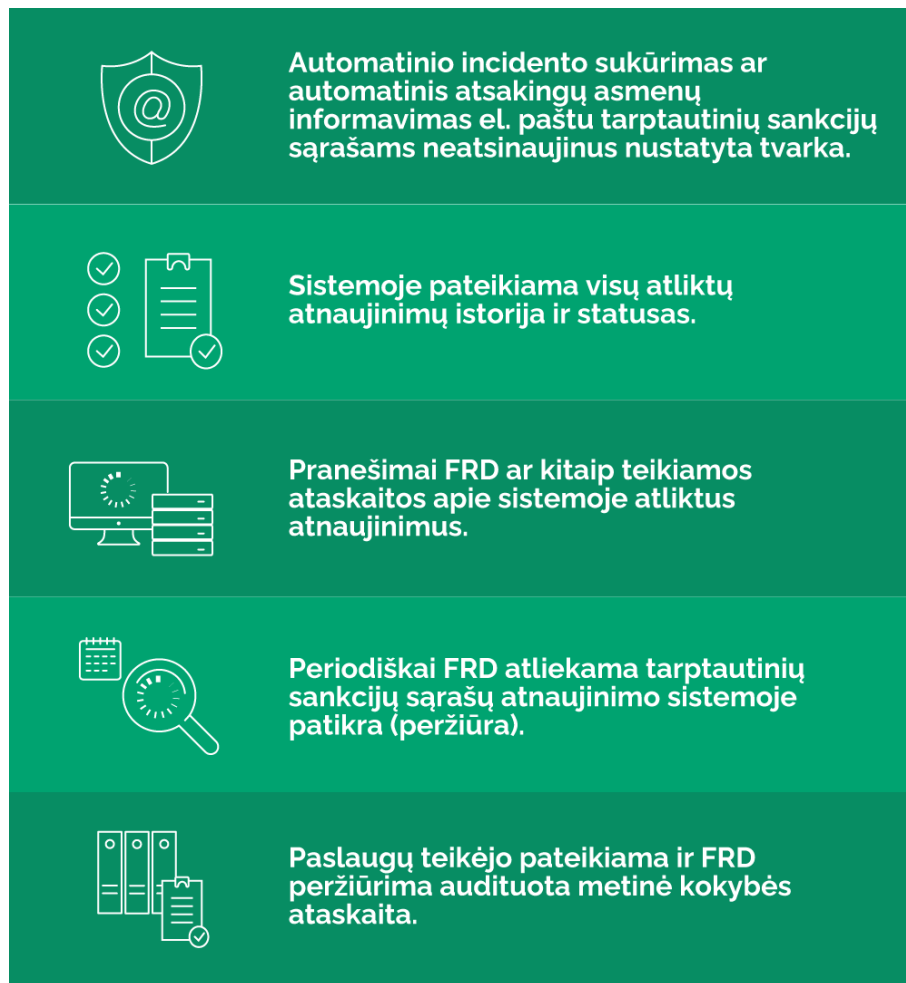 Automatinio incidento sukūrimas ar
automatinis atsakingų asmenų
informavimas el. paštu tarptautinių sankcijų
sąrašams neatsinaujinus nustatyta tvarka.
Sistemoje pateikiama visų atliktų
atnaujinimų istorija ir statusas.
Pranešimai FRD ar kitaip teikiamos
ataskaitos apie sistemoje atliktus
atnaujinimus.
Periodiškai FRD atliekama tarptautinių
sankcijų sąrašų atnaujinimo sistemoje
patikra (peržiūra).
Paslaugų teikėjo pateikiama ir FRD
peržiūrima audituota metinė kokybės
ataskaita.